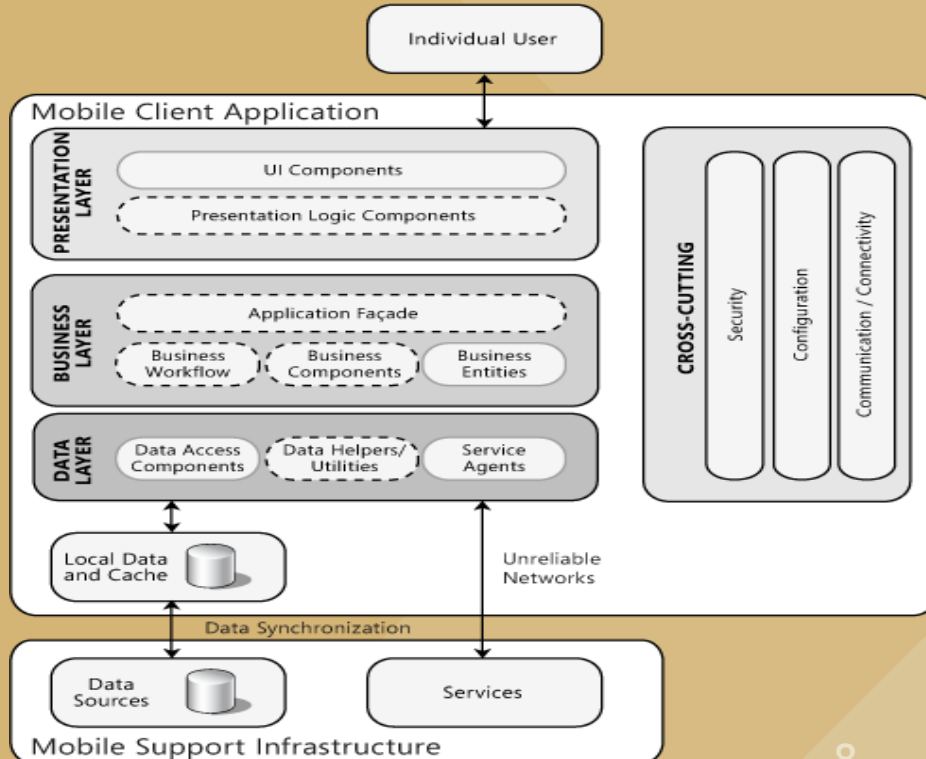 Individual User
Mobile Client Application
PRESENTATION
LAYER
UI Components
Presentation Logic Components
BUSINESS
LAYER
Application Façade
Business
Workflow
Business
Components
Business
Entities
DATA
LAYER
Data Access
Components
Data Helpers/
Utilities
Service
Agents
CROSS-CUTTING
Security
Configuration
Communication / Connectivity
Local Data
and Cache
Unreliable
Networks
Data Synchronization
Data
Sources
Services
Mobile Support Infrastructure